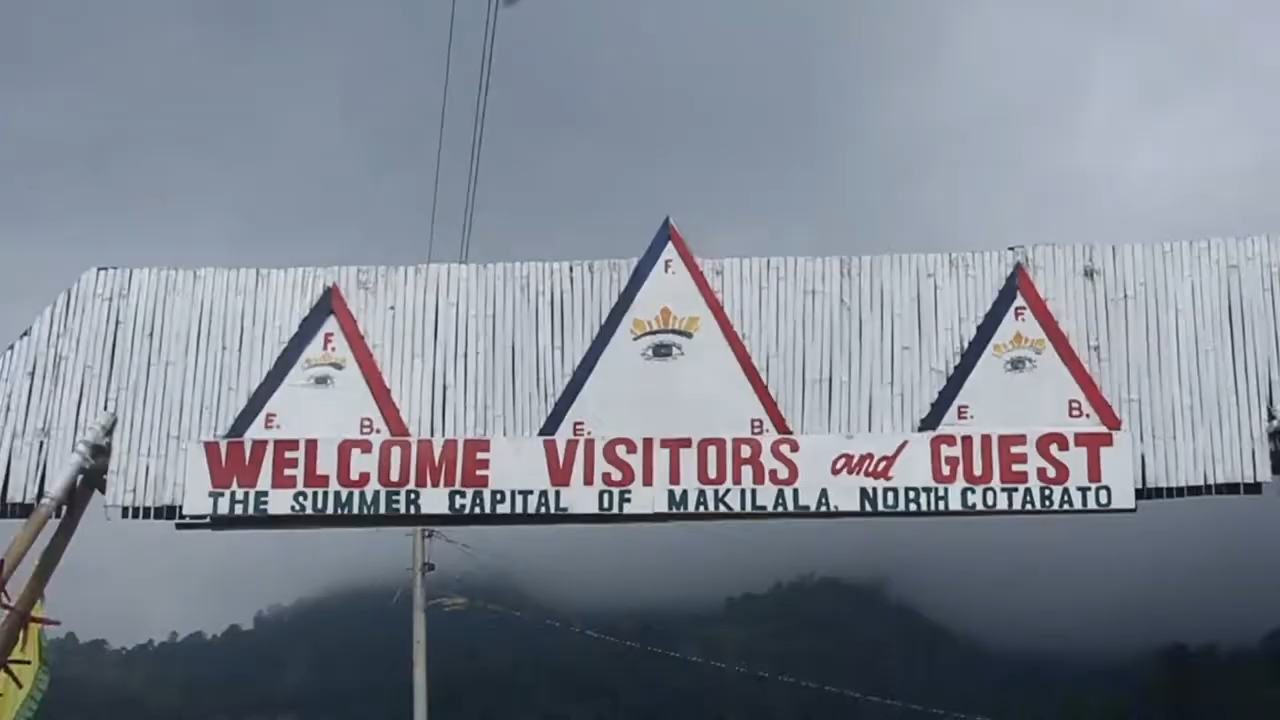 F.
E. B.
F.
E. B.
F.
E. B.
WELCOME VISITORS and GUEST
THE SUMMER CAPITAL OF MAKILALA, NORTH COTABATO